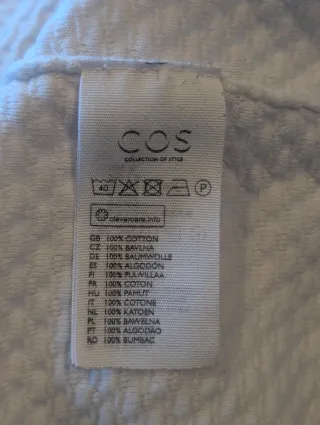 COS
COLLECTION OF STYLE
40 P
clevercare.info
GB 100% COTTON
CZ 100% BAVLNA
DE 100% BAUMWOLLE
ES 100% ALGODON
FI 100% PUUVILLAA
FR 100% COTON
HU 100% PAMUT
IT 100% COTONE
NL 100% KATOEN
PL 100% BAWEŁNA
PT 100% ALGODÃO
RO 100% BUMBAC